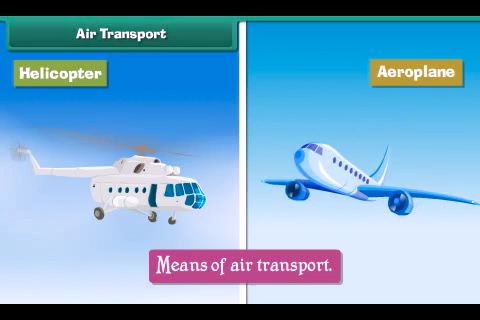 Air Transport
Helicopter
Aeroplane
Means of air transport.